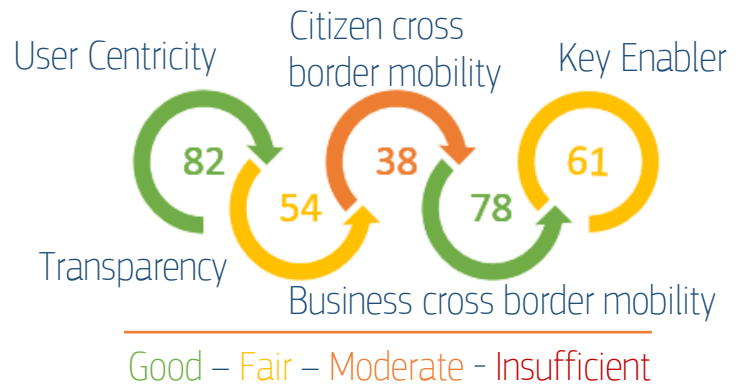 Citizen cross
border mobility
User Centricity
Key Enabler
82
38
61
54
78
Transparency
Business cross border mobility
Good – Fair – Moderate - Insufficient